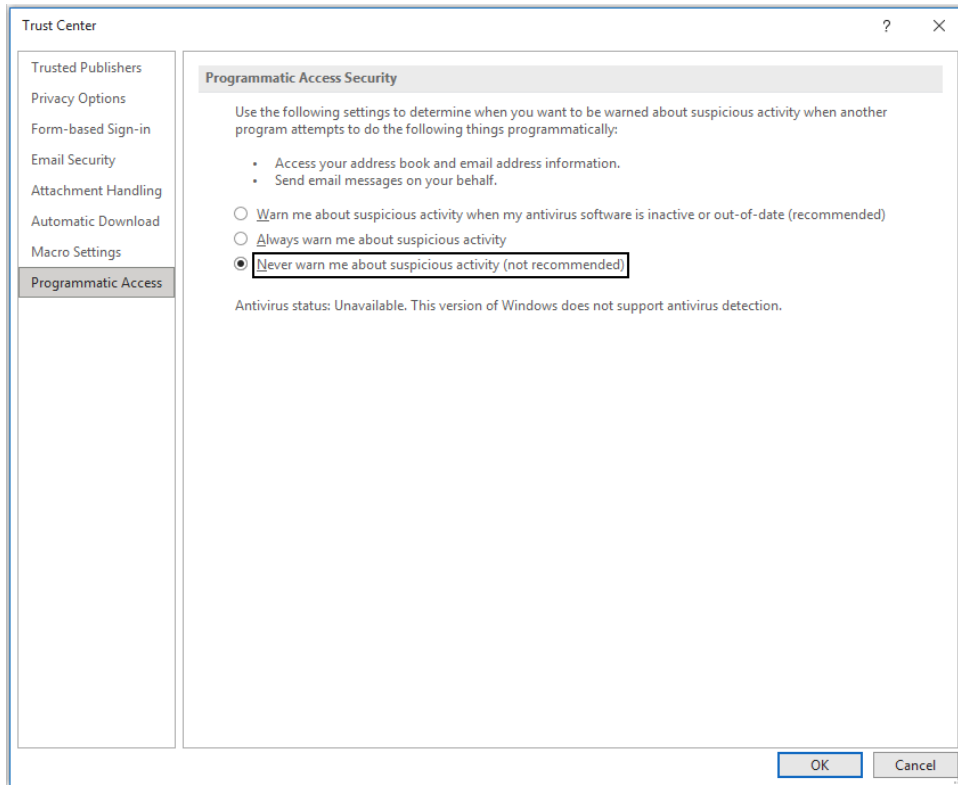 Trust Center
?
Trusted Publishers
Privacy Options
Form-based Sign-in
Email Security
Attachment Handling
Automatic Download
Macro Settings
Programmatic Access
Programmatic Access Security
Use the following settings to determine when you want to be warned about suspicious activity when another
program attempts to do the following things programmatically:
• Access your address book and email address information.
• Send email messages on your behalf.
Warn me about suspicious activity when my antivirus software is inactive or out-of-date (recommended)
Always warn me about suspicious activity
Never warn me about suspicious activity (not recommended)
Antivirus status: Unavailable. This version of Windows does not support antivirus detection.
OK
Cancel